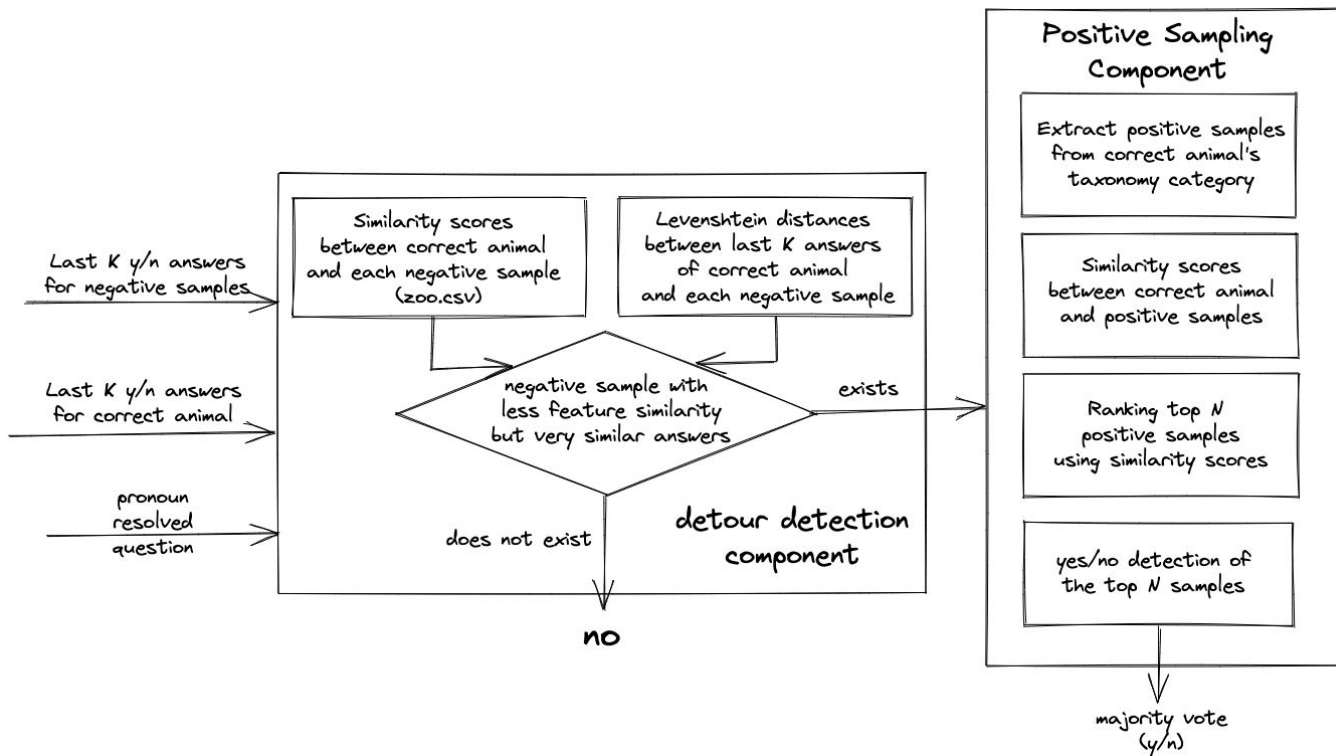 Last K y/n answers
for negative samples
Last K y/n answers
for correct animal
pronoun
resolved
question
Similarity scores
between correct animal
and each negative sample
(zoo.csv)
Levenshtein distances
between last K answers
of correct animal
and each negative sample
negative sample with
less feature similarity
but very similar answers
exists
does not exist
detour detection
component
no
Positive Sampling
Component
Extract positive samples
from correct animal's
taxonomy category
Similarity scores
between correct animal
and positive samples
Ranking top N
positive samples
using similarity scores
yes/no detection of
the top N samples
majority vote
(y/n)